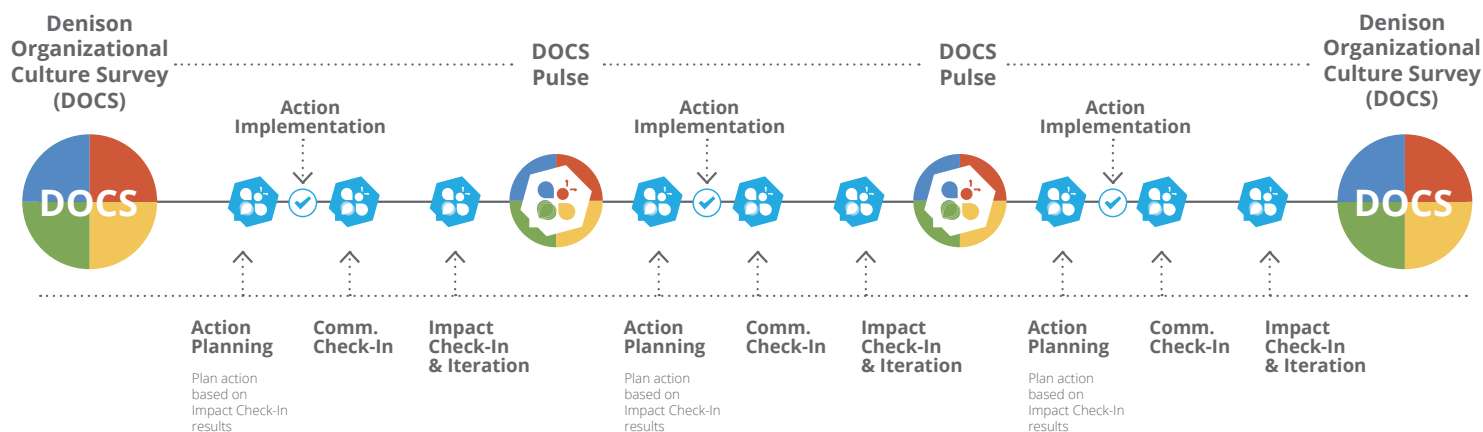 Denison
Organizational
Culture Survey
(DOCS)
DOCS
Pulse
DOCS
Pulse
Denison
Organizational
Culture Survey
(DOCS)
Action
Implementation
Action
Implementation
Action
Implementation
DOCS
DOCS
Action
Planning
Plan action
based on
Impact Check-In
results
Comm.
Check-In
Impact
Check-In
& Iteration
Action
Planning
Plan action
based on
Impact Check-In
results
Comm.
Check-In
Impact
Check-In
& Iteration
Action
Planning
Plan action
based on
Impact Check-In
results
Comm.
Check-In
Impact
Check-In
& Iteration